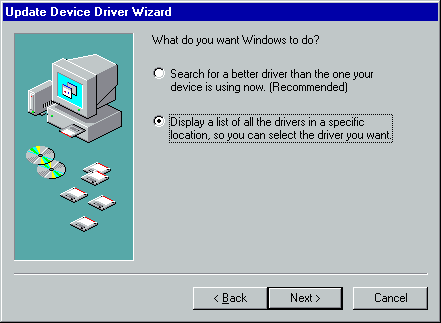 Update Device Driver Wizard
What do you want Windows to do?
Search for a better driver than the one your
device is using now. (Recommended)
Display a list of all the drivers in a specific
location, so you can select the driver you want.
< Back
Next >
Cancel